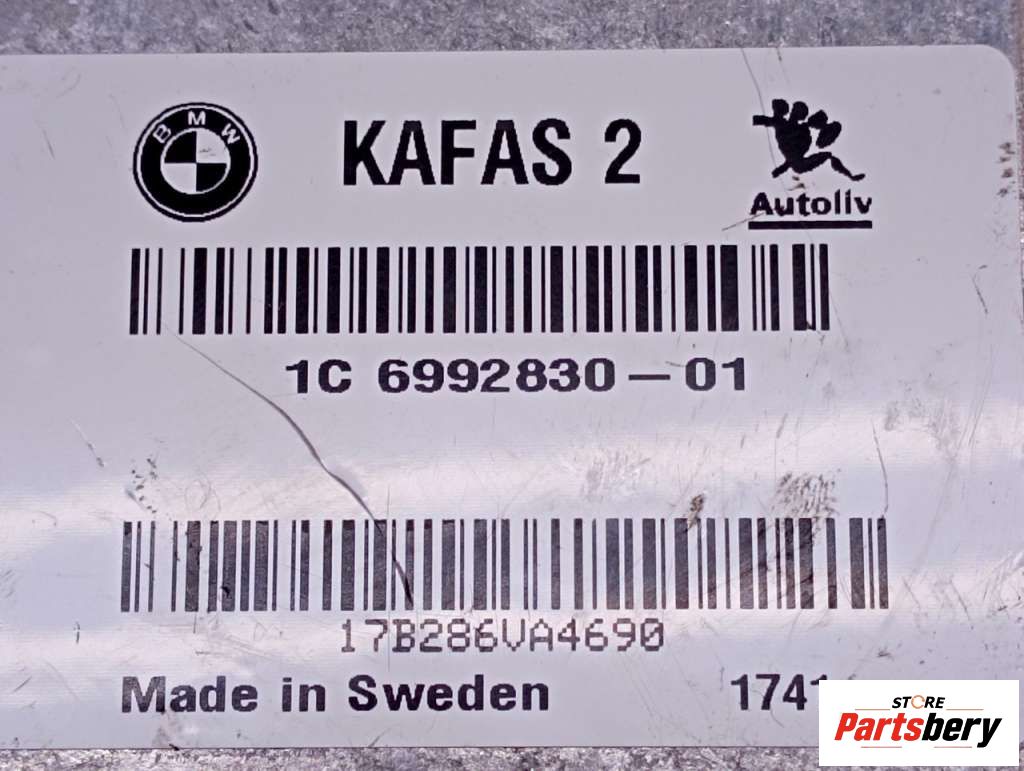 BMW
KAFAS 2
Autoliv
1C 6992830-01
17B286VA4690
Made in Sweden
STORE
Partsbery